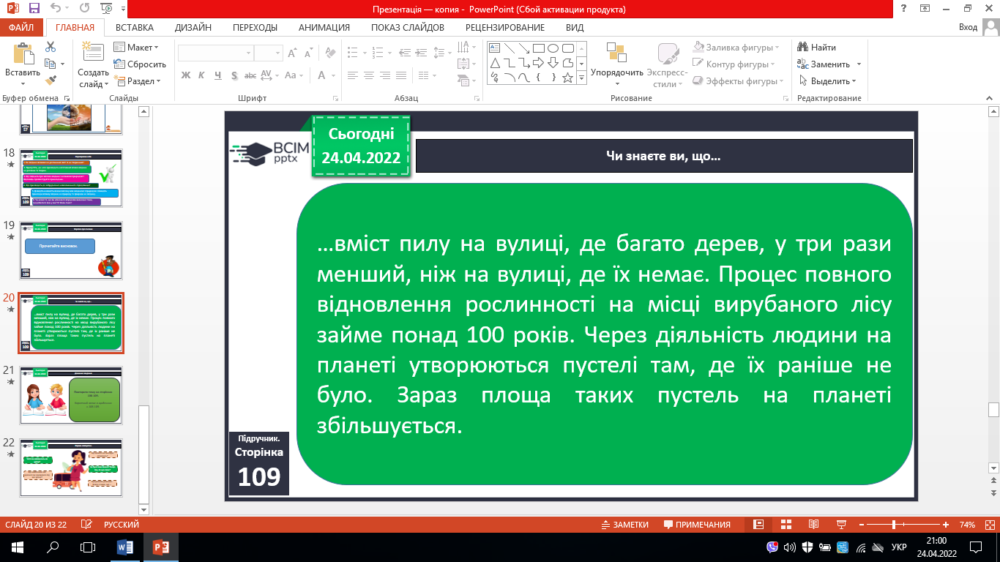 Презентація — копия - PowerPoint (Сбой активации продукта)
ФАЙЛ ГЛАВНАЯ ВСТАВКА ДИЗАЙН ПЕРЕХОДЫ АНИМАЦИЯ ПОКАЗ СЛАЙДОВ РЕЦЕНЗИРОВАНИЕ ВИД Вход
Вставить
Буфер обмена
Создать слайд
Макет
Сбросить
Раздел
Слайды
Ж К Ч S abc AV Aa A
Шрифт
Абзац
Упорядочить
Экспресс-стили
Заливка фигуры
Контур фигуры
Эффекты фигуры
Рисование
Найти
Заменить
Выделить
Редактирование
18
19
Прочитайте висновок.
20
21
22
Сьогодні
24.04.2022
ВСІМ
pptx
Чи знаєте ви, що…
…вміст пилу на вулиці, де багато дерев, у три рази
менший, ніж на вулиці, де їх немає. Процес повного
відновлення рослинності на місці вирубаного лісу
займе понад 100 років. Через діяльність людини на
планеті утворюються пустелі там, де їх раніше не
було. Зараз площа таких пустель на планеті
збільшується.
Підручник.
Сторінка
109
СЛАЙД 20 ИЗ 22 РУССКИЙ ЗАМЕТКИ ПРИМЕЧАНИЯ 74%
УКР
21:00
24.04.2022